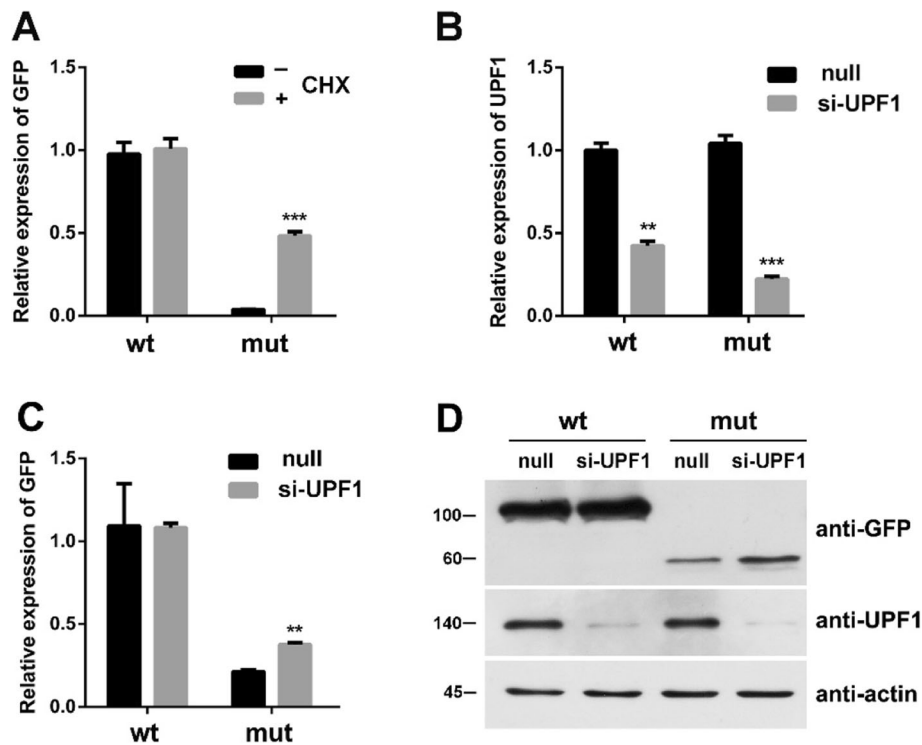 A
Relative expression of GFP
1.5
1.0
0.5
0.0
– CHX
+
***
wt mut
B
Relative expression of UPF1
1.5
1.0
0.5
0.0
null
si-UPF1
**
***
wt mut
C
Relative expression of GFP
1.5
1.0
0.5
0.0
null
si-UPF1
**
wt mut
D
wt mut
null si-UPF1 null si-UPF1
100–
60–
anti-GFP
140– anti-UPF1
45– anti-actin